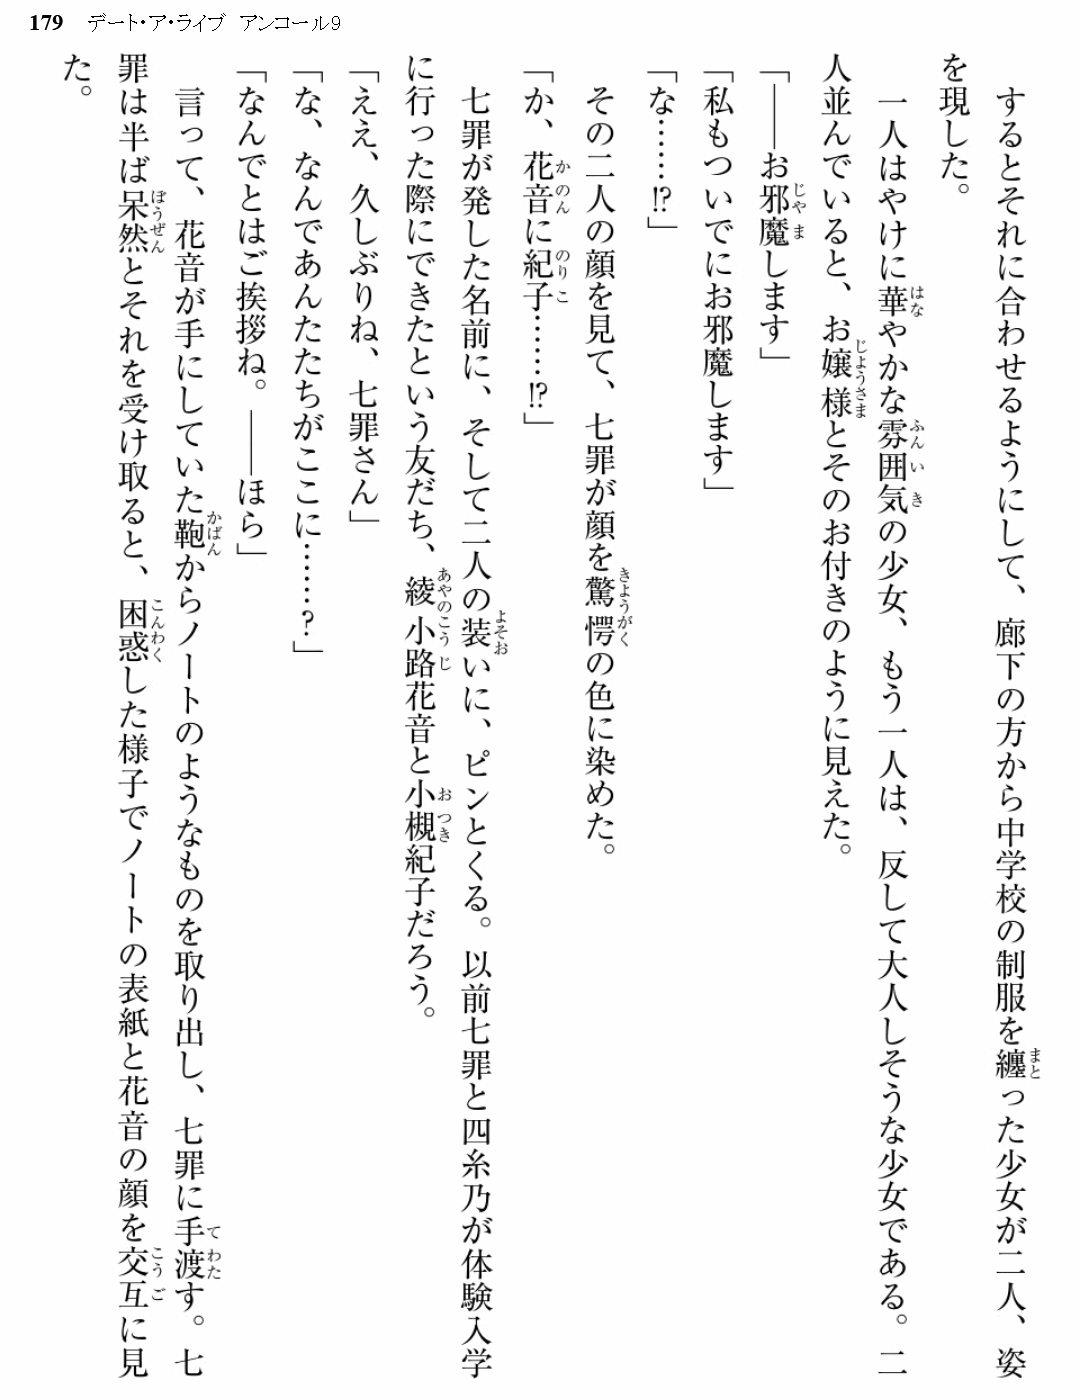 179 デート・ア・ライブ アンコール9
するとそれに合わせるようにして、廊下の方から中学校の制服を纏った少女が二人、姿
を現した。
一人はやけに華やかな雰囲気の少女、もう一人は、反して大人しそうな少女である。二
人並んでいると、お嬢様とそのお付きのように見えた。
「――お邪魔します」
「私もついでにお邪魔します」
「な……!?」
その二人の顔を見て、七罪が顔を驚愕の色に染めた。
「か、花音に紀子……!?」
七罪が発した名前に、そして二人の装いに、ピンとくる。以前七罪と四糸乃が体験入学
に行った際にできたという友だち、綾小路花音と小槻紀子だろう。
「ええ、久しぶりね、七罪さん」
「な、なんであんたたちがここに……?」
「なんでとはご挨拶ね。――ほら」
言って、花音が手にしていた鞄からノートのようなものを取り出し、七罪に手渡す。七
罪は半ば呆然とそれを受け取ると、困惑した様子でノートの表紙と花音の顔を交互に見
た。